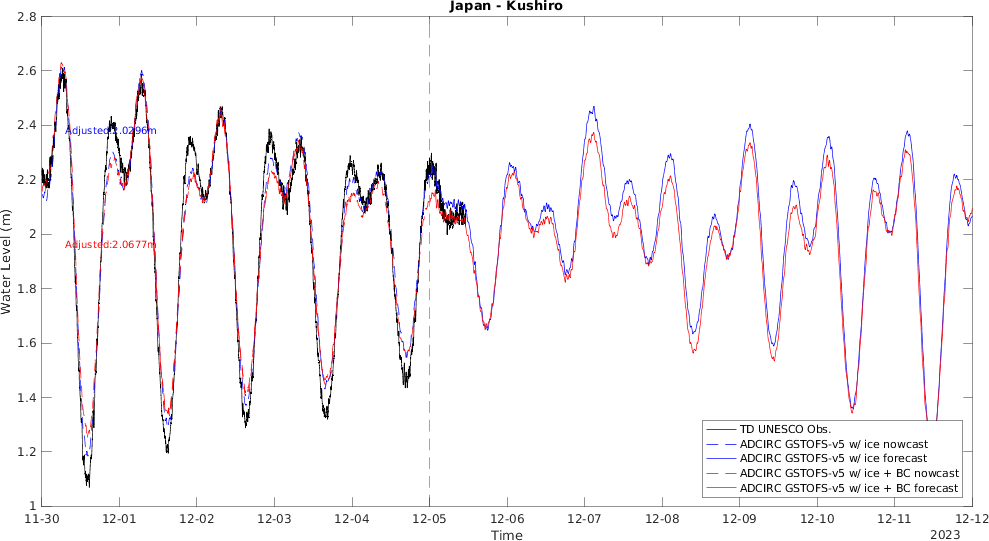 Japan - Kushiro
2.8
2.6
2.4
2.2
2
1.8
1.6
1.4
1.2
1
Water Level (m)
Adjusted:2.0296m
Adjusted:2.0677m
TD UNESCO Obs.
ADCIRC GSTOFS-v5 w/ ice nowcast
ADCIRC GSTOFS-v5 w/ ice forecast
ADCIRC GSTOFS-v5 w/ ice + BC nowcast
ADCIRC GSTOFS-v5 w/ ice + BC forecast
11-30 12-01 12-02 12-03 12-04 12-05 12-06 12-07 12-08 12-09 12-10 12-11 12-12
Time
2023